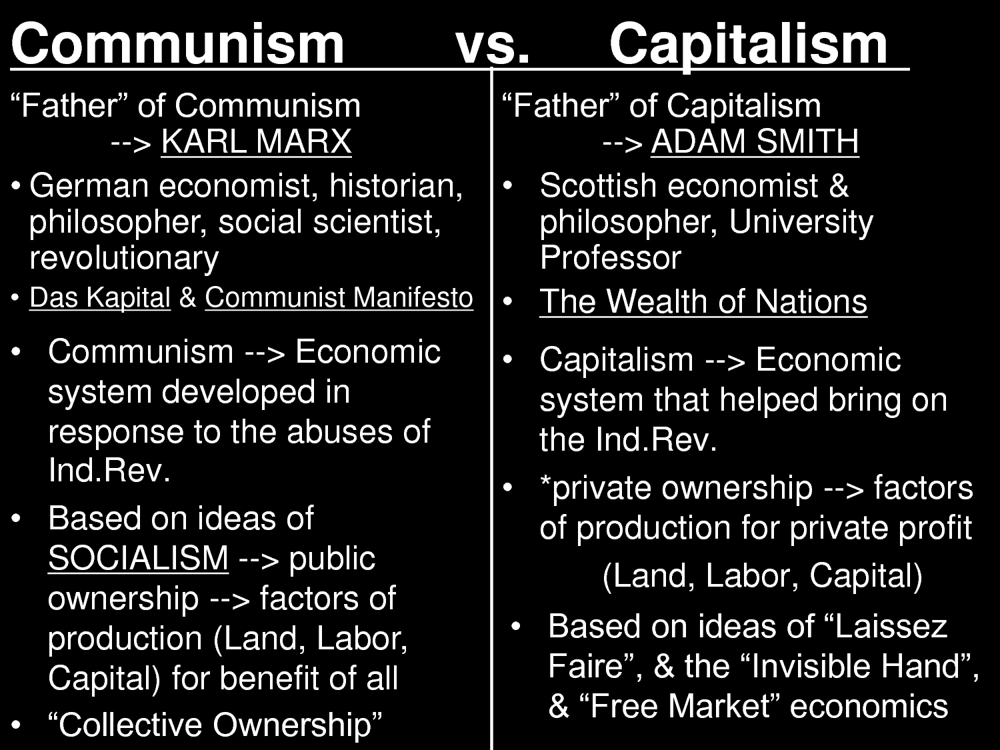 Communism vs. Capitalism
“Father” of Communism
--> KARL MARX
• German economist, historian,
philosopher, social scientist,
revolutionary
• Das Kapital & Communist Manifesto
• Communism --> Economic
system developed in
response to the abuses of
Ind.Rev.
• Based on ideas of
SOCIALISM --> public
ownership --> factors of
production (Land, Labor,
Capital) for benefit of all
• “Collective Ownership”
“Father” of Capitalism
--> ADAM SMITH
• Scottish economist &
philosopher, University
Professor
• The Wealth of Nations
• Capitalism --> Economic
system that helped bring on
the Ind.Rev.
• *private ownership --> factors
of production for private profit
(Land, Labor, Capital)
• Based on ideas of “Laissez
Faire”, & the “Invisible Hand”,
& “Free Market” economics